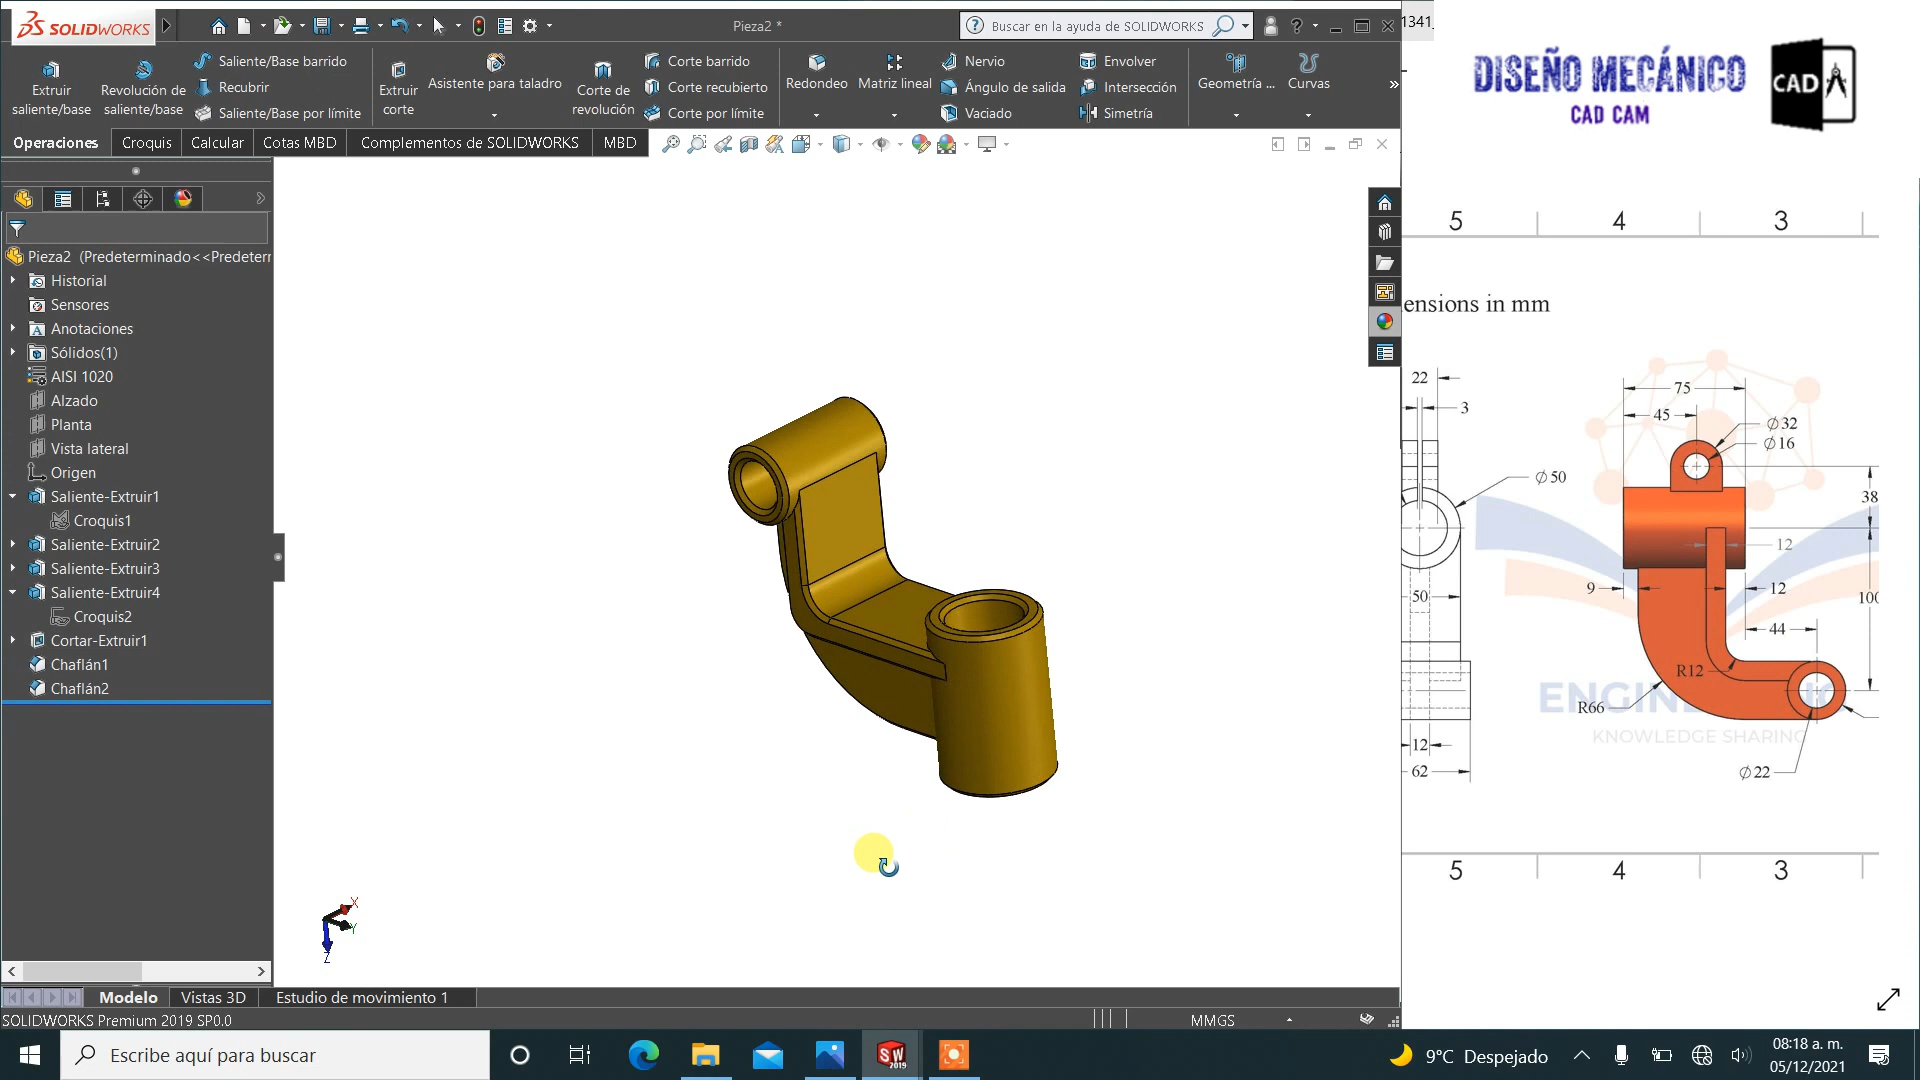 SOLIDWORKS
Pieza2 *
Buscar en la ayuda de SOLIDWORKS
1341_
Extruir saliente/base
Revolución de saliente/base
Saliente/Base barrido
Recubrir
Saliente/Base por límite
Extruir corte
Asistente para taladro
Corte de revolución
Corte barrido
Corte recubierto
Corte por límite
Redondeo
Matriz lineal
Nervio
Ángulo de salida
Vaciado
Envolver
Intersección
Simetría
Geometría ...
Curvas
»
DISEÑO MECÁNICO
CAD CAM
CAD
Operaciones
Croquis
Calcular
Cotas MBD
Complementos de SOLIDWORKS
MBD
Pieza2 (Predeterminado<<Predeter
Historial
Sensores
Anotaciones
Sólidos(1)
AISI 1020
Alzado
Planta
Vista lateral
Origen
Saliente-Extruir1
Croquis1
Saliente-Extruir2
Saliente-Extruir3
Saliente-Extruir4
Croquis2
Cortar-Extruir1
Chaflán1
Chaflán2
X
Y
Z
5 4 3
ensions in mm
22
3
Ø50
50
12
62
75
45
Ø32
Ø16
38
12
9
12
100
44
R12
R66
Ø22
ENGIN
KNOWLEDGE SHARING
5 4 3
Modelo
Vistas 3D
Estudio de movimiento 1
SOLIDWORKS Premium 2019 SP0.0
MMGS
Escribe aquí para buscar
SW
2019
9°C Despejado
08:18 a. m.
05/12/2021